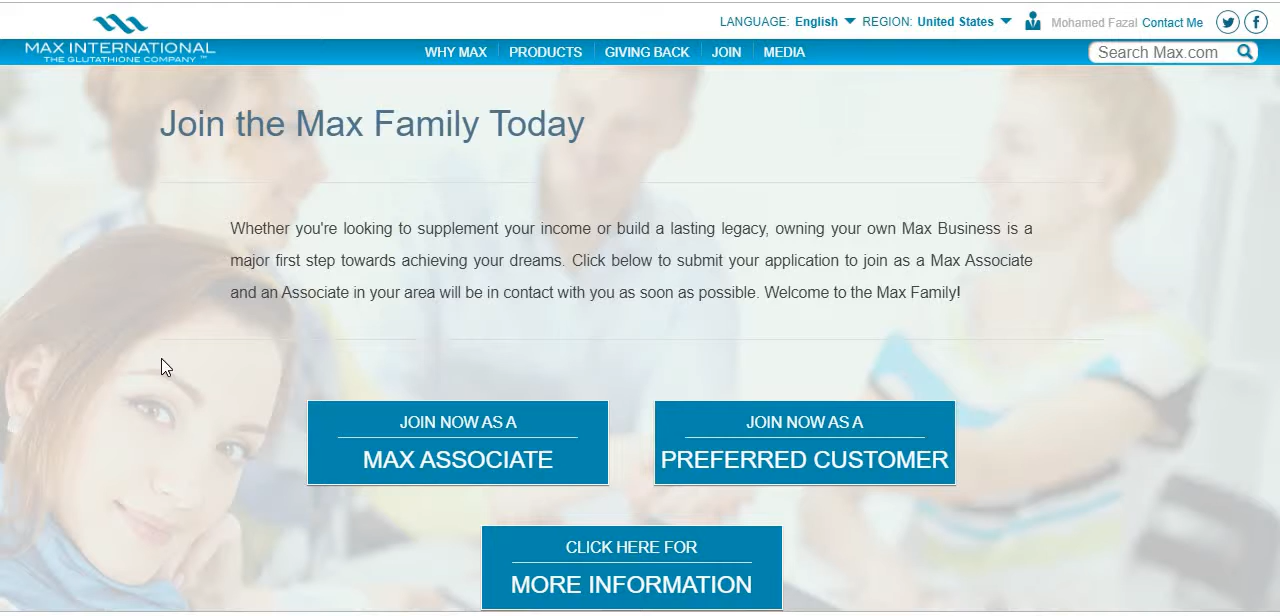 LANGUAGE: English REGION: United States Mohamed Fazal Contact Me
MAX INTERNATIONAL
THE GLUTATHIONE COMPANY ™
WHY MAX PRODUCTS GIVING BACK JOIN MEDIA
Search Max.com
Join the Max Family Today
Whether you're looking to supplement your income or build a lasting legacy, owning your own Max Business is a
major first step towards achieving your dreams. Click below to submit your application to join as a Max Associate
and an Associate in your area will be in contact with you as soon as possible. Welcome to the Max Family!
JOIN NOW AS A
MAX ASSOCIATE
JOIN NOW AS A
PREFERRED CUSTOMER
CLICK HERE FOR
MORE INFORMATION